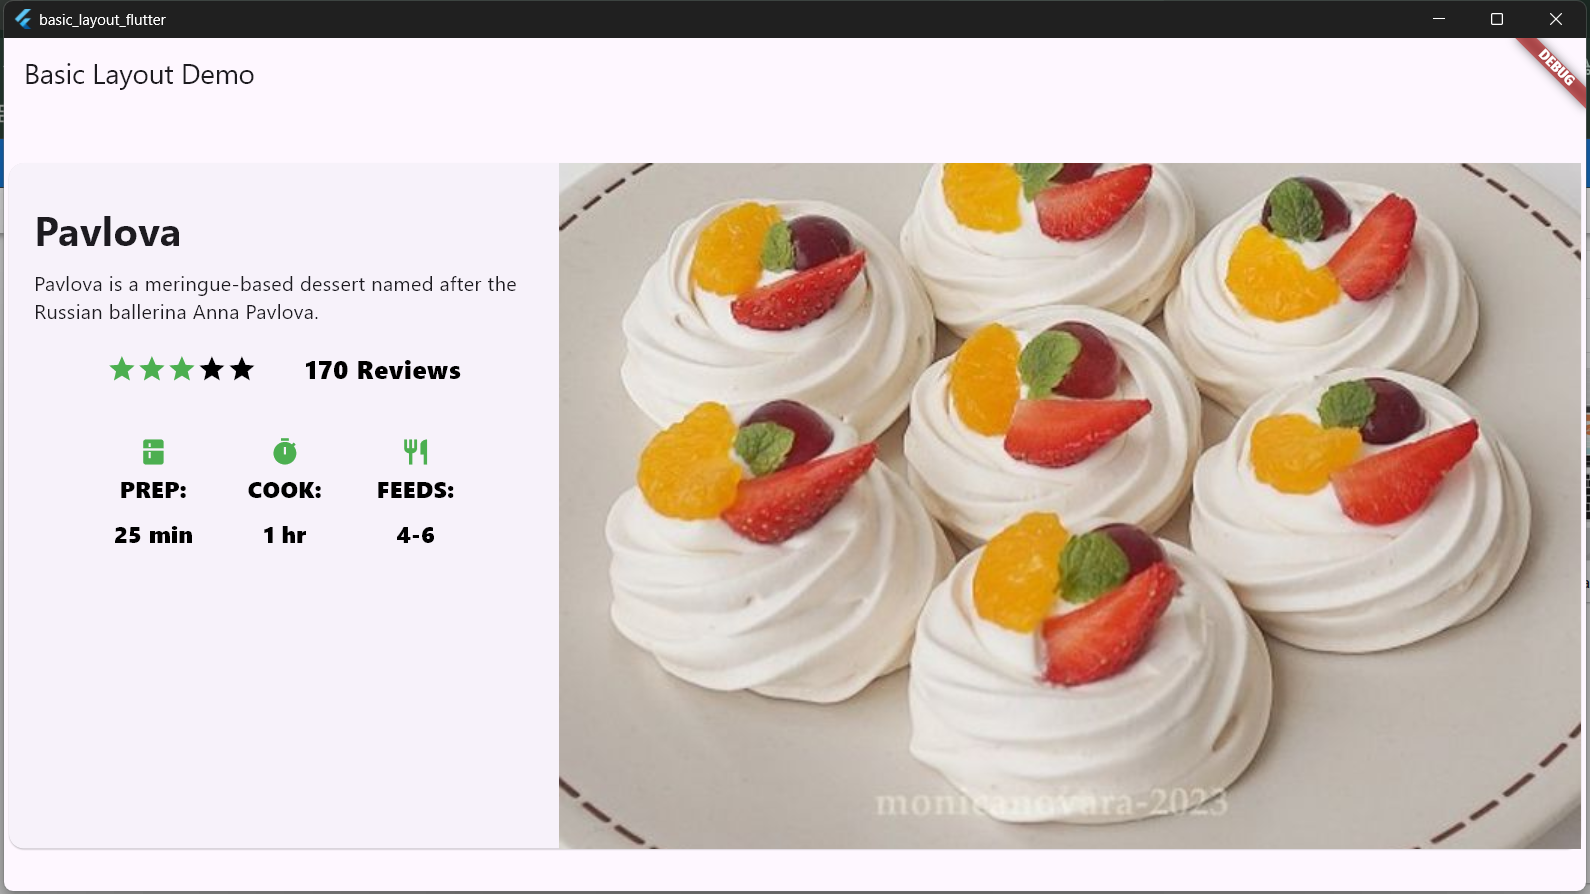 basic_layout_flutter
Basic Layout Demo
DEBUG
Pavlova
Pavlova is a meringue-based dessert named after the
Russian ballerina Anna Pavlova.
170 Reviews
PREP: COOK: FEEDS:
25 min 1 hr 4-6
monicanovara-2023